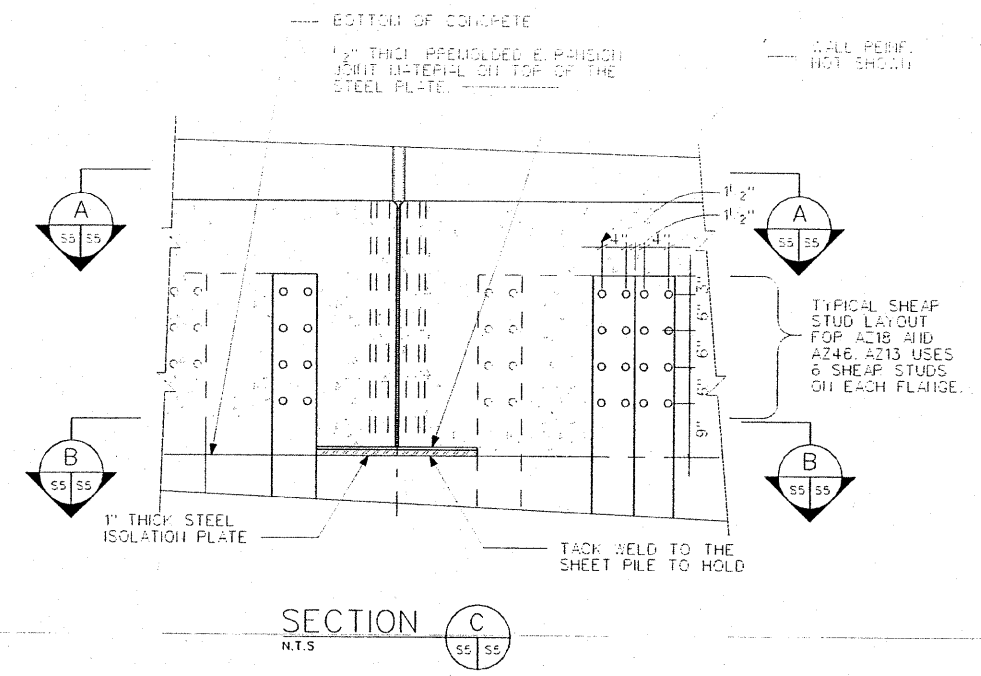 BOTTOM OF CONCRETE
1/2" THICK PREMOLDED EXPANSION
JOINT MATERIAL ON TOP OF THE
STEEL PLATE.
WALL REINF.
NOT SHOWN
A
S5 S5
A
S5 S5
1 1/2"
1 1/2"
4" 4"
3"
6"
6"
6"
9"
TYPICAL SHEAR
STUD LAYOUT
FOR AZ18 AND
AZ46. AZ13 USES
6 SHEAR STUDS
ON EACH FLANGE.
B
S5 S5
B
S5 S5
1" THICK STEEL
ISOLATION PLATE
TACK WELD TO THE
SHEET PILE TO HOLD
SECTION
N.T.S
C
S5 S5